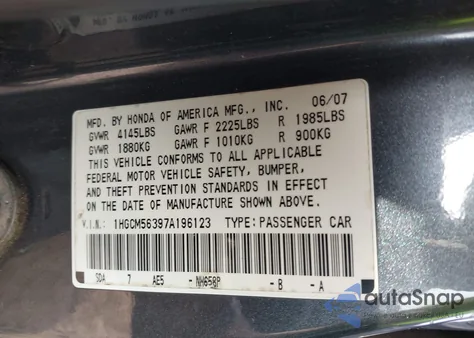 MFD. BY HONDA OF AMERICA MFG., INC. 06/07
GVWR 4145LBS GAWR F 2225LBS R 1985LBS
GVWR 1880KG GAWR F 1010KG R 900KG
THIS VEHICLE CONFORMS TO ALL APPLICABLE
FEDERAL MOTOR VEHICLE SAFETY, BUMPER,
AND THEFT PREVENTION STANDARDS IN EFFECT
ON THE DATE OF MANUFACTURE SHOWN ABOVE.
V.I.N.: 1HGCM56397A196123 TYPE: PASSENGER CAR
SDA 7 AE5 - NH658P - B - A
autoSnap